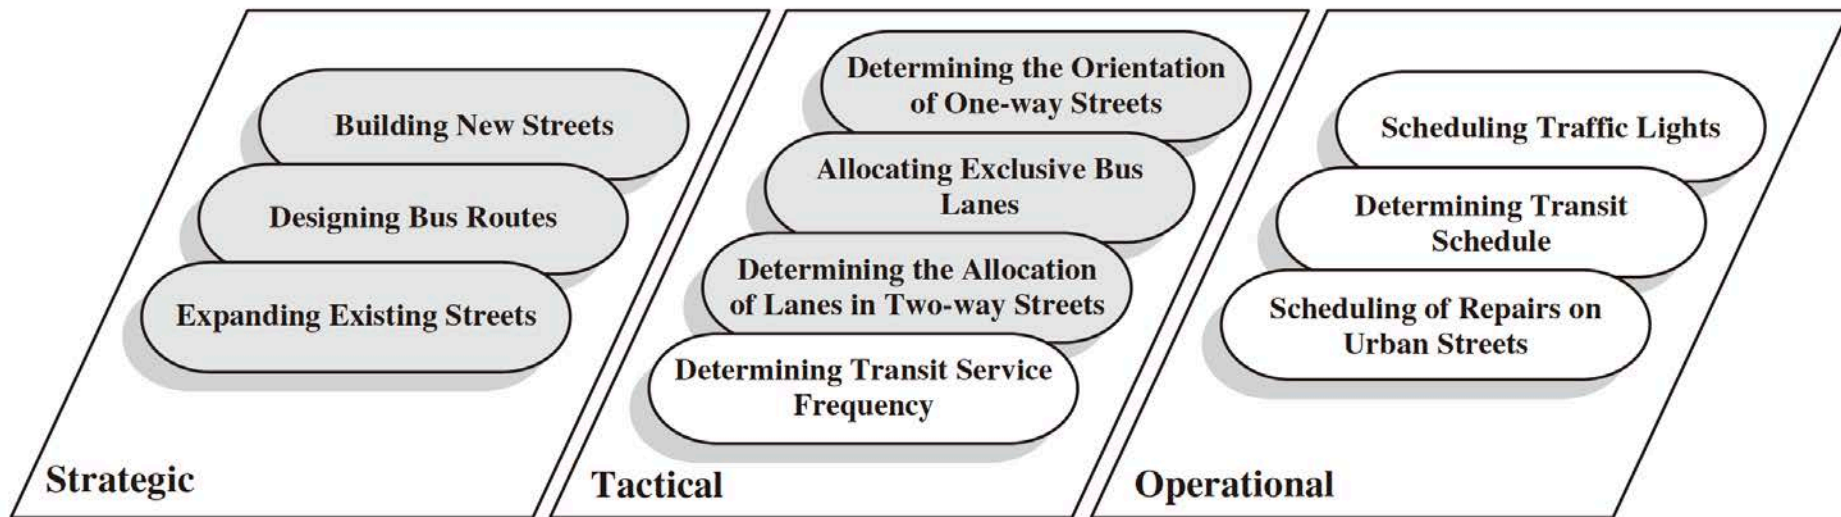 Building New Streets
Designing Bus Routes
Expanding Existing Streets
Strategic
Determining the Orientation
of One-way Streets
Allocating Exclusive Bus
Lanes
Determining the Allocation
of Lanes in Two-way Streets
Determining Transit Service
Frequency
Tactical
Scheduling Traffic Lights
Determining Transit
Schedule
Scheduling of Repairs on
Urban Streets
Operational